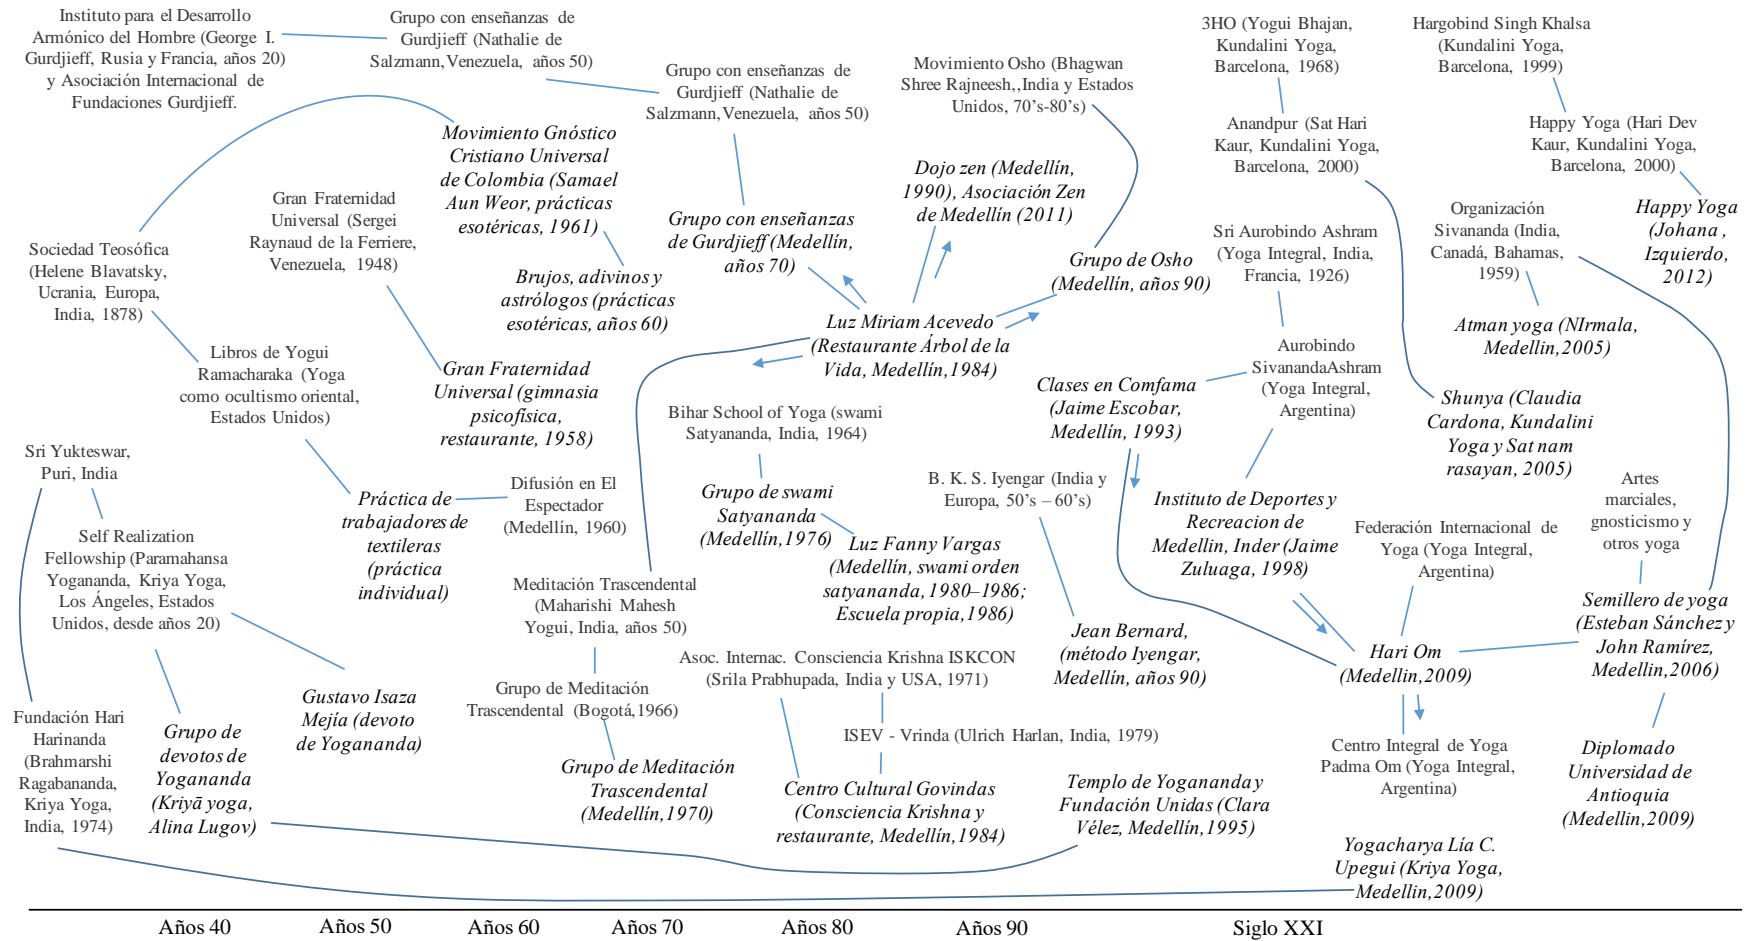 Instituto para el Desarrollo
Armónico del Hombre (George I.
Gurdjieff, Rusia y Francia, años 20)
y Asociación Internacional de
Fundaciones Gurdjieff.
Grupo con enseñanzas de
Gurdjieff (Nathalie de
Salzmann,Venezuela, años 50)
Grupo con enseñanzas de
Gurdjieff (Nathalie de
Salzmann,Venezuela, años 50)
Movimiento Osho (Bhagwan
Shree Rajneesh,,India y Estados
Unidos, 70's-80's)
3HO (Yogui Bhajan,
Kundalini Yoga,
Barcelona, 1968)
Hargobind Singh Khalsa
(Kundalini Yoga,
Barcelona, 1999)
Movimiento Gnóstico
Cristiano Universal
de Colombia (Samael
Aun Weor, prácticas
esotéricas, 1961)
Dojo zen (Medellín,
1990), Asociación Zen
de Medellín (2011)
Anandpur (Sat Hari
Kaur, Kundalini Yoga,
Barcelona, 2000)
Happy Yoga (Hari Dev
Kaur, Kundalini Yoga,
Barcelona, 2000)
Gran Fraternidad
Universal (Sergei
Raynaud de la Ferriere,
Venezuela, 1948)
Grupo con enseñanzas
de Gurdjieff (Medellín,
años 70)
Organización
Sivananda (India,
Canadá, Bahamas,
1959)
Happy Yoga
(Johana ,
Izquierdo,
2012)
Sociedad Teosófica
(Helene Blavatsky,
Ucrania, Europa,
India, 1878)
Brujos, adivinos y
astrólogos (prácticas
esotéricas, años 60)
Grupo de Osho
(Medellín, años 90)
Sri Aurobindo Ashram
(Yoga Integral, India,
Francia, 1926)
Luz Miriam Acevedo
(Restaurante Árbol de la
Vida, Medellín,1984)
Atman yoga (NIrmala,
Medellin,2005)
Libros de Yogui
Ramacharaka (Yoga
como ocultismo oriental,
Estados Unidos)
Gran Fraternidad
Universal (gimnasia
psicofísica,
restaurante, 1958)
Aurobindo
SivanandaAshram
(Yoga Integral,
Argentina)
Clases en Comfama
(Jaime Escobar,
Medellín, 1993)
Shunya (Claudia
Cardona, Kundalini
Yoga y Sat nam
rasayan, 2005)
Bihar School of Yoga (swami
Satyananda, India, 1964)
Sri Yukteswar,
Puri, India
Práctica de
trabajadores de
textileras
(práctica
individual)
Difusión en El
Espectador
(Medellín, 1960)
Grupo de swami
Satyananda
(Medellín,1976)
B. K. S. Iyengar (India y
Europa, 50's – 60's)
Instituto de Deportes y
Recreacion de
Medellin, Inder (Jaime
Zuluaga, 1998)
Artes
marciales,
gnosticismo y
otros yoga
Self Realization
Fellowship (Paramahansa
Yogananda, Kriya Yoga,
Los Ángeles, Estados
Unidos, desde años 20)
Luz Fanny Vargas
(Medellín, swami orden
satyananda, 1980–1986;
Escuela propia,1986)
Federación Internacional de
Yoga (Yoga Integral,
Argentina)
Meditación Trascendental
(Maharishi Mahesh
Yogui, India, años 50)
Jean Bernard,
(método Iyengar,
Medellín, años 90)
Semillero de yoga
(Esteban Sánchez y
John Ramírez,
Medellin,2006)
Hari Om
(Medellin,2009)
Asoc. Internac. Consciencia Krishna ISKCON
(Srila Prabhupada, India y USA, 1971)
Gustavo Isaza
Mejía (devoto
de Yogananda)
Grupo de Meditación
Trascendental (Bogotá,1966)
Fundación Hari
Harinanda
(Brahmarshi
Ragabananda,
Kriya Yoga,
India, 1974)
Grupo de
devotos de
Yogananda
(Kriyā yoga,
Alina Lugov)
ISEV - Vrinda (Ulrich Harlan, India, 1979)
Grupo de Meditación
Trascendental
(Medellín,1970)
Centro Cultural Govindas
(Consciencia Krishna y
restaurante, Medellín,1984)
Templo de Yogananda y
Fundación Unidas (Clara
Vélez, Medellín,1995)
Centro Integral de Yoga
Padma Om (Yoga Integral,
Argentina)
Diplomado
Universidad de
Antioquia
(Medellin,2009)
Yogacharya Lía C.
Upegui (Kriya Yoga,
Medellin,2009)
Años 40
Años 50
Años 60
Años 70
Años 80
Años 90
Siglo XXI